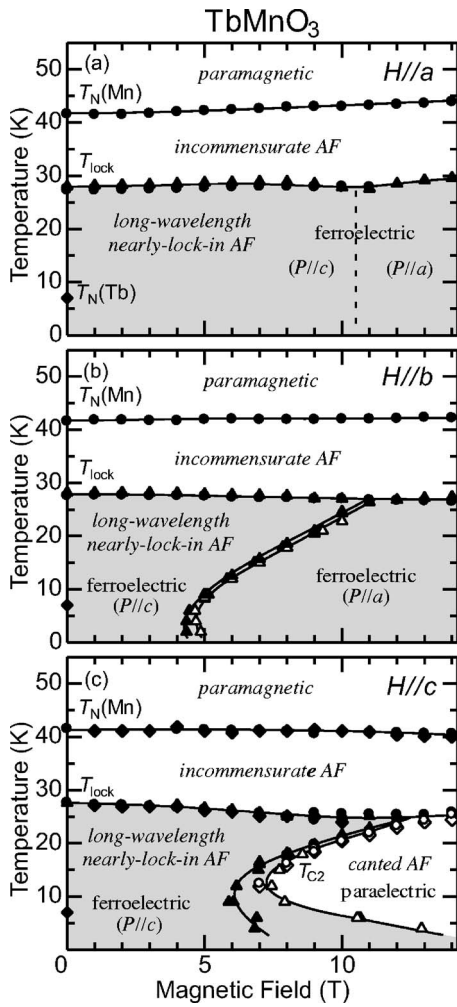 TbMnO3
(a)
paramagnetic
H//a
TN(Mn)
incommensurate AF
Tlock
long-wavelength
nearly-lock-in AF
ferroelectric
(P//c)
(P//a)
TN(Tb)
Temperature (K)
50
40
30
20
10
0
(b)
paramagnetic
H//b
TN(Mn)
incommensurate AF
Tlock
long-wavelength
nearly-lock-in AF
ferroelectric
(P//c)
ferroelectric
(P//a)
Temperature (K)
50
40
30
20
10
0
(c)
paramagnetic
H//c
TN(Mn)
incommensurate AF
Tlock
long-wavelength
nearly-lock-in AF
TC2
canted AF
paraelectric
ferroelectric
(P//c)
Temperature (K)
50
40
30
20
10
0
0
5
10
Magnetic Field (T)